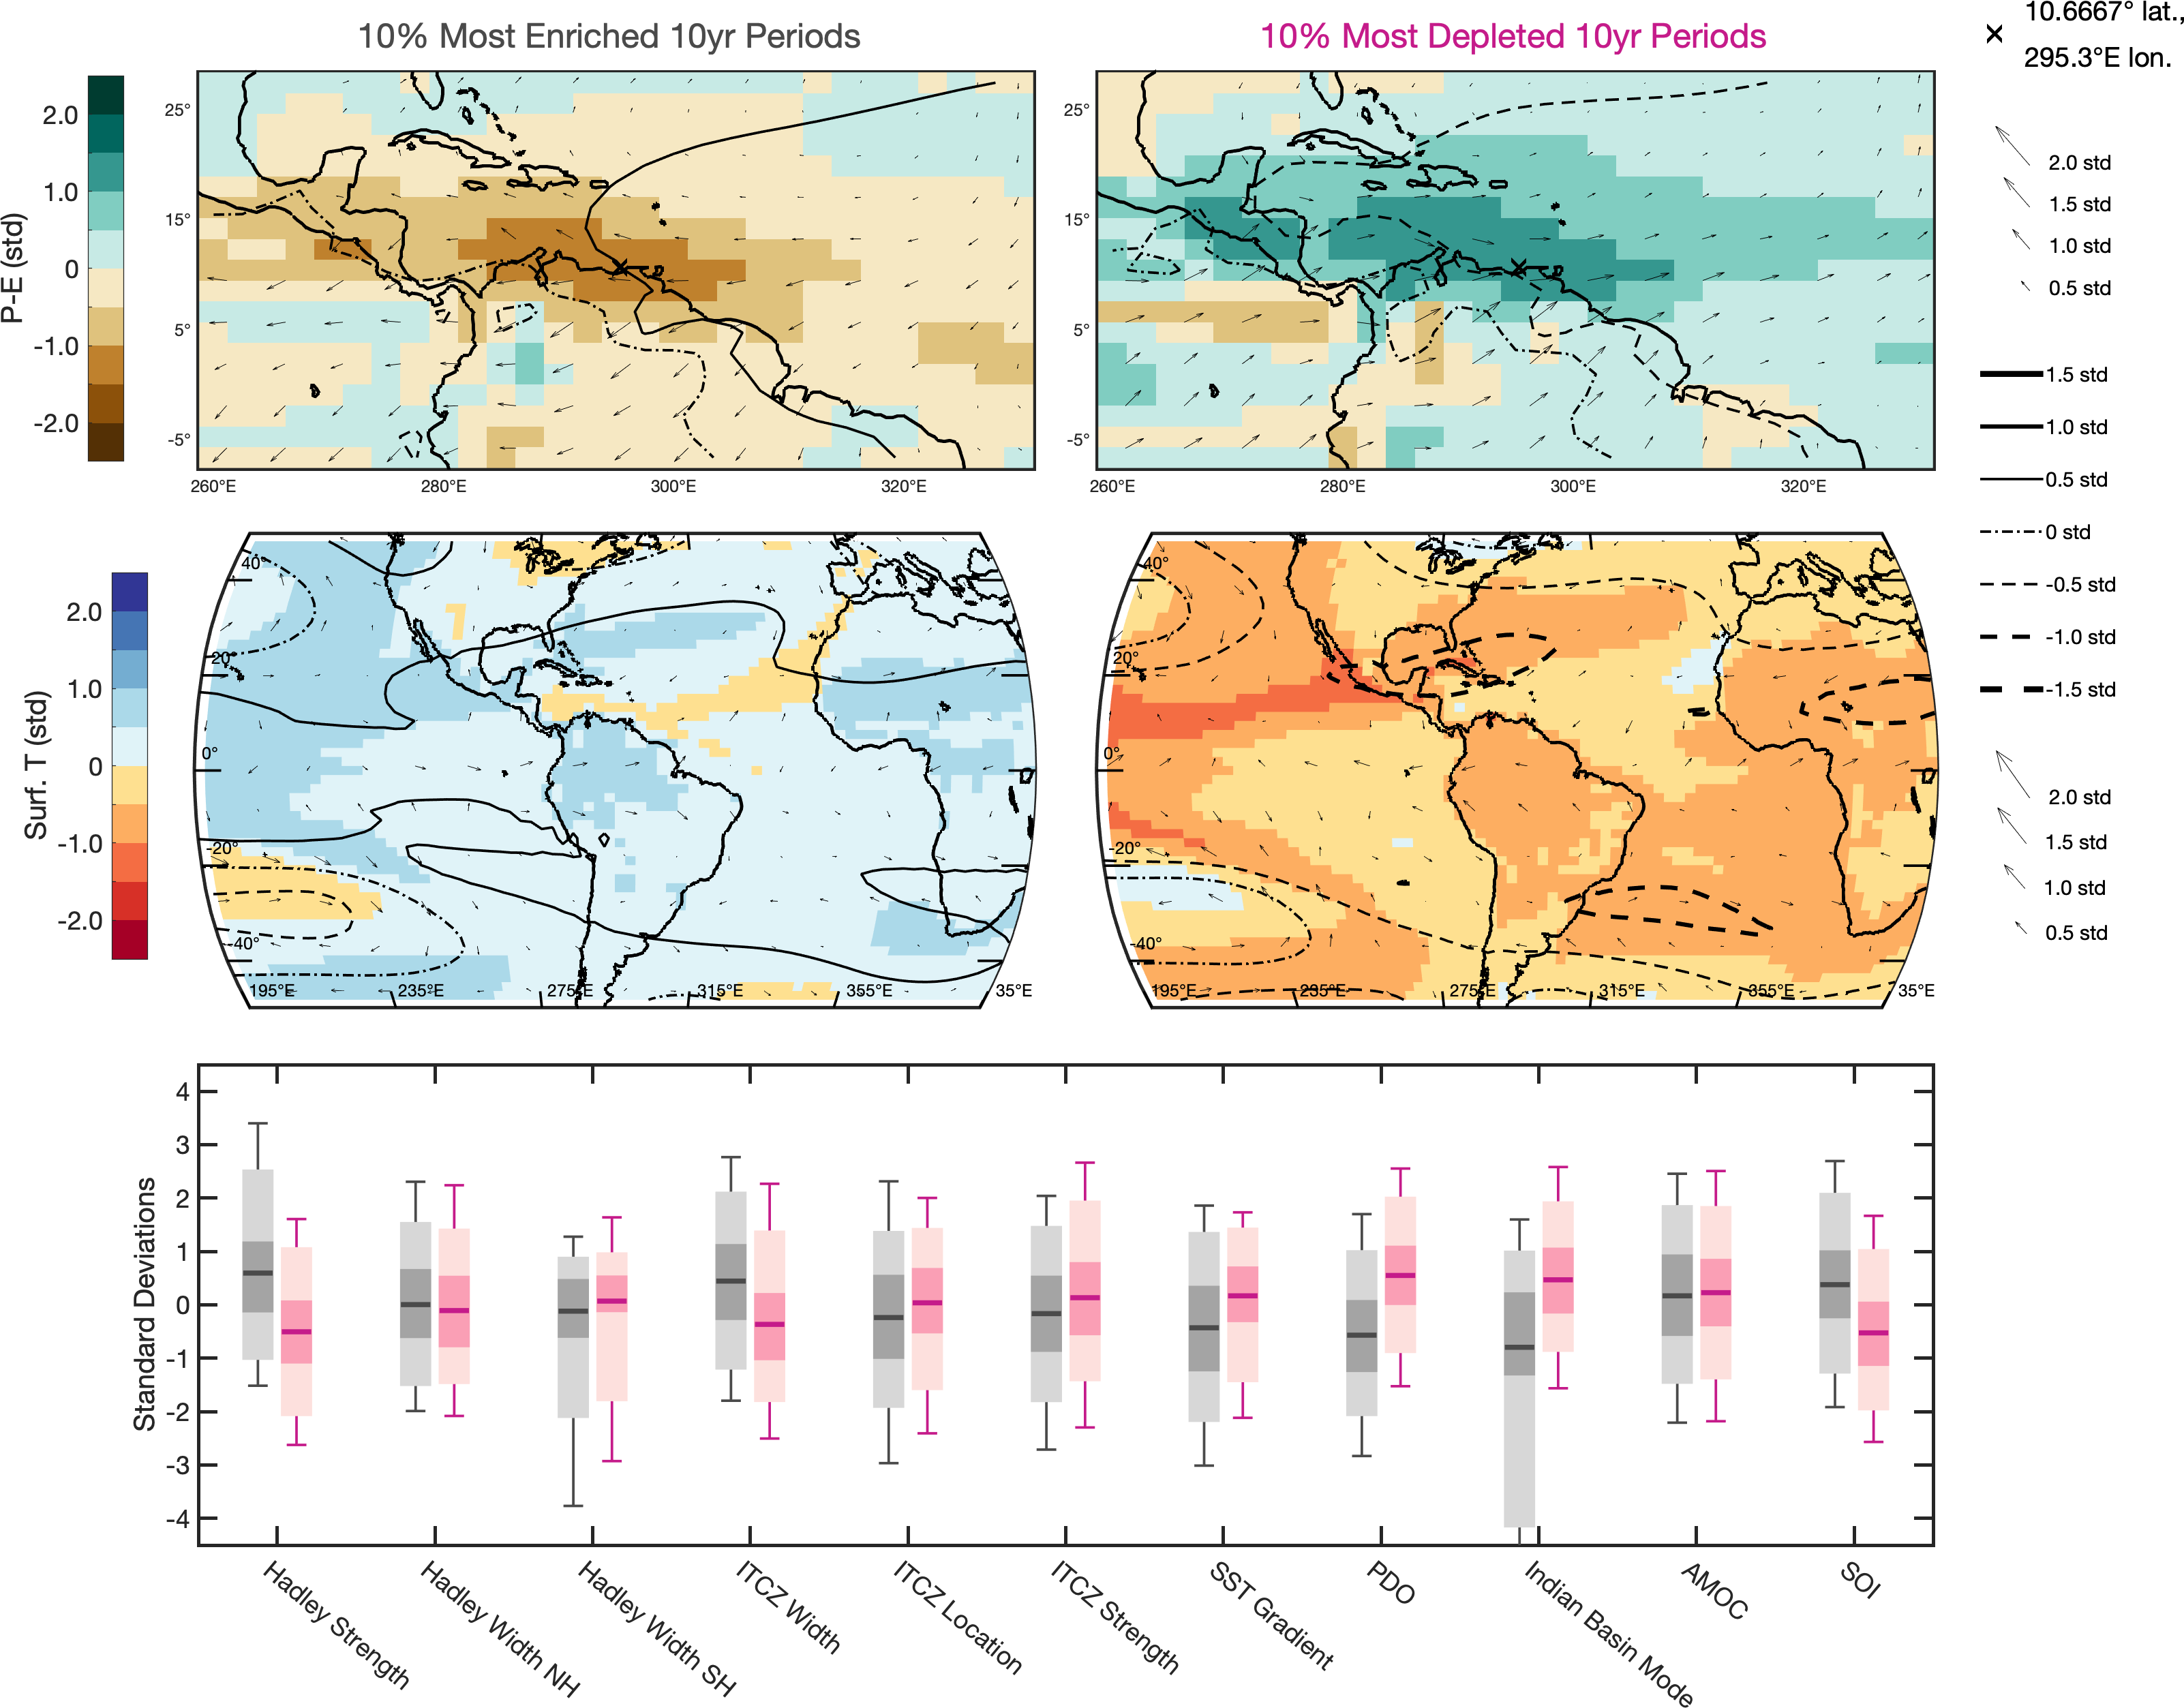 10% Most Enriched 10yr Periods
10% Most Depleted 10yr Periods
10.6667° lat.,
295.3°E lon.
P-E (std)
2.0
1.0
0
-1.0
-2.0
25°
15°
5°
-5°
260°E
280°E
300°E
320°E
25°
15°
5°
-5°
260°E
280°E
300°E
320°E
2.0 std
1.5 std
1.0 std
0.5 std
1.5 std
1.0 std
0.5 std
0 std
-0.5 std
-1.0 std
-1.5 std
Surf. T (std)
2.0
1.0
0
-1.0
-2.0
40°
20°
0°
-20°
-40°
195°E
235°E
275°E
315°E
355°E
35°E
40°
20°
0°
-20°
-40°
195°E
235°E
275°E
315°E
355°E
35°E
2.0 std
1.5 std
1.0 std
0.5 std
Standard Deviations
4
3
2
1
0
-1
-2
-3
-4
Hadley Strength
Hadley Width NH
Hadley Width SH
ITCZ Width
ITCZ Location
ITCZ Strength
SST Gradient
PDO
Indian Basin Mode
AMOC
SOI